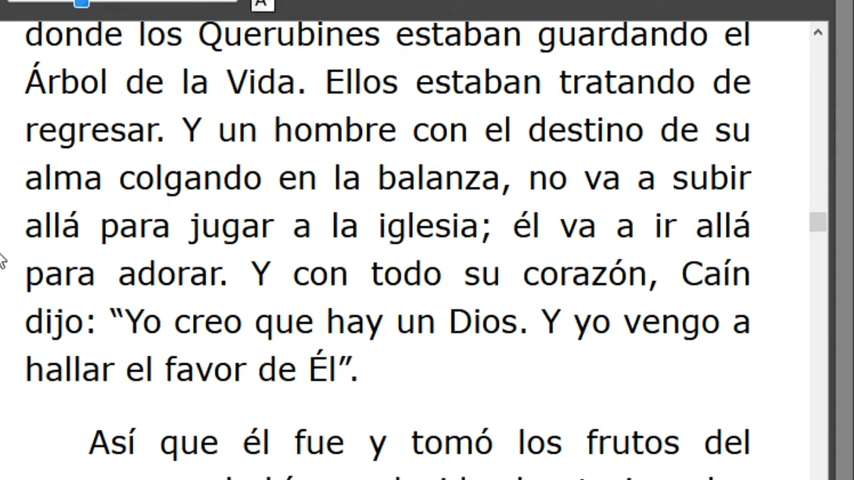 A
donde los Querubines estaban guardando el
Árbol de la Vida. Ellos estaban tratando de
regresar. Y un hombre con el destino de su
alma colgando en la balanza, no va a subir
allá para jugar a la iglesia; él va a ir allá
para adorar. Y con todo su corazón, Caín
dijo: “Yo creo que hay un Dios. Y yo vengo a
hallar el favor de Él”.
Así que él fue y tomó los frutos del